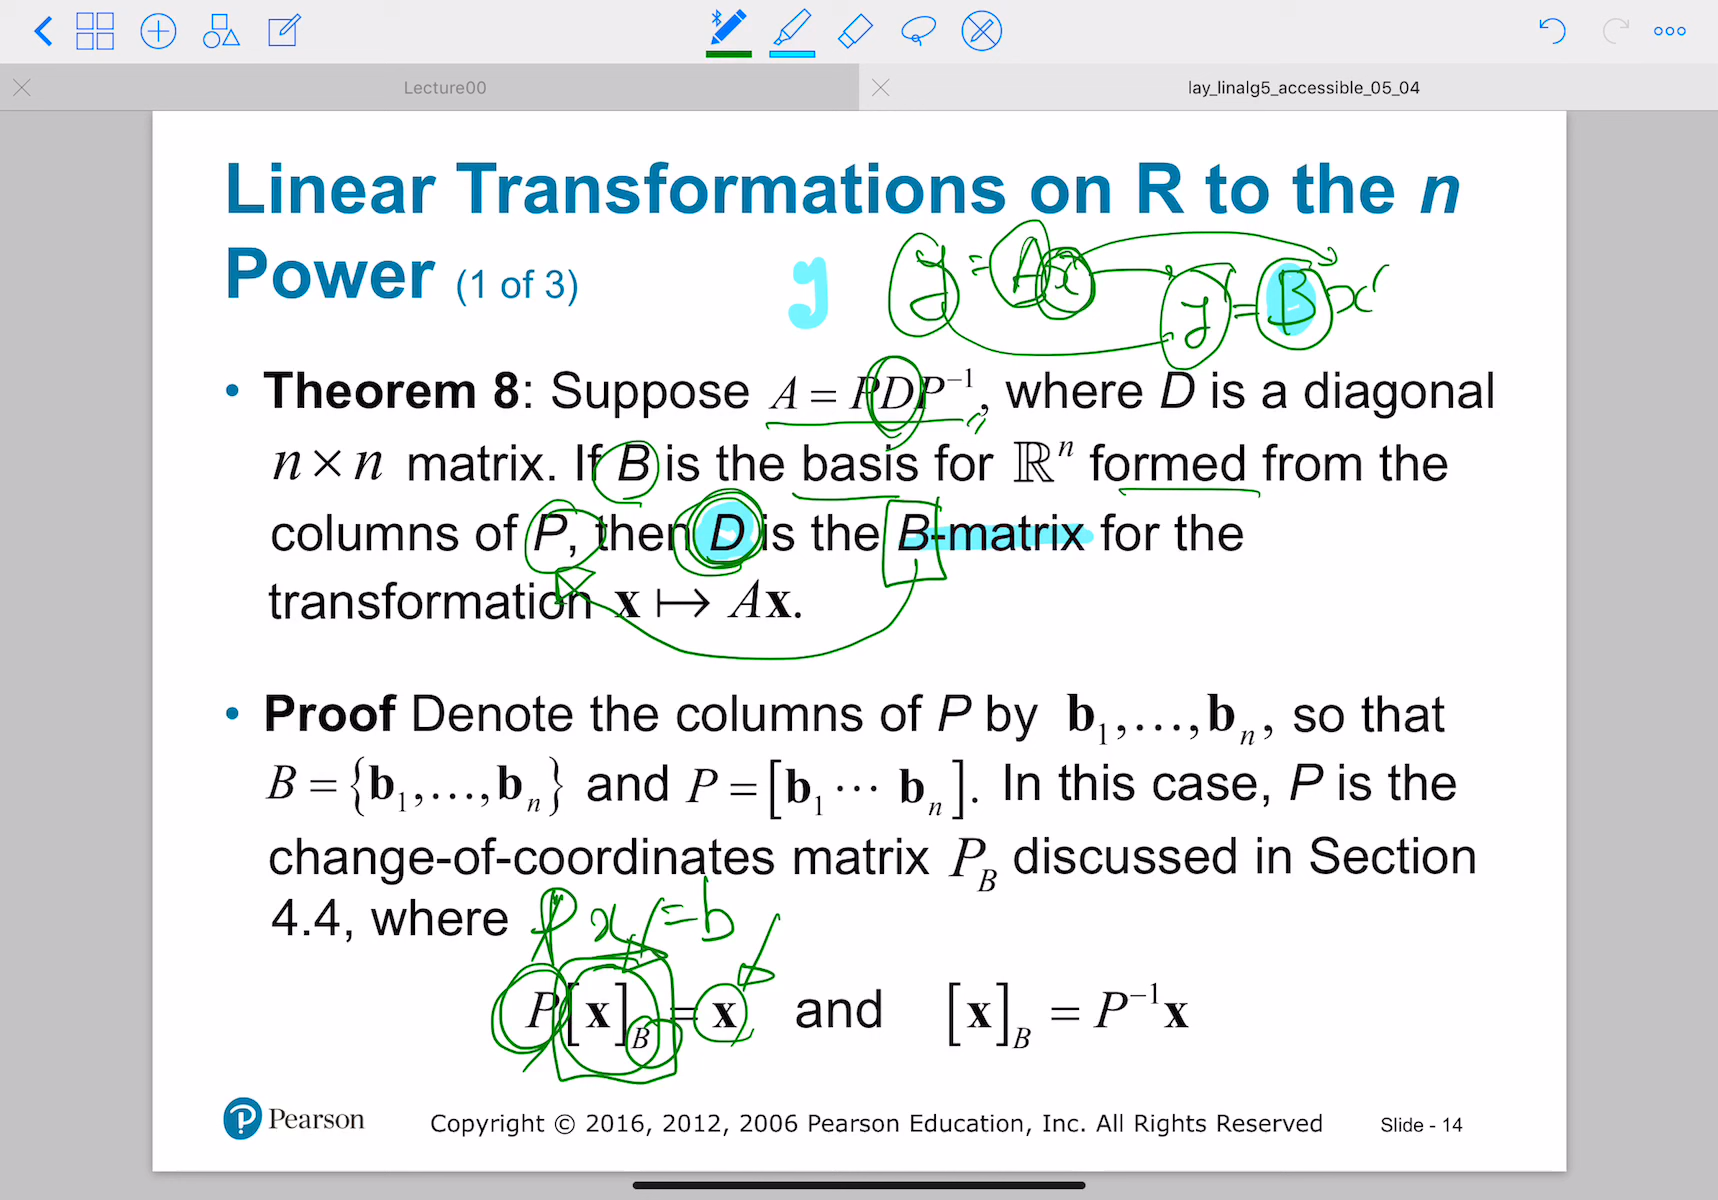 Lecture00
lay_linalg5_accessible_05_04
Linear Transformations on R to the n
Power (1 of 3)
y
y = Ax
y' = Bx'
• Theorem 8: Suppose A = PDP⁻¹, where D is a diagonal
n × n matrix. If B is the basis for ℝⁿ formed from the
columns of P, then D is the B-matrix for the
transformation x ↦ Ax.
• Proof Denote the columns of P by b₁,…,bₙ, so that
B = {b₁,…,bₙ} and P = [b₁ ⋯ bₙ]. In this case, P is the
change-of-coordinates matrix P_B discussed in Section
4.4, where
P x = b
P[x]_B = x and [x]_B = P⁻¹x
Pearson
Copyright © 2016, 2012, 2006 Pearson Education, Inc. All Rights Reserved
Slide - 14